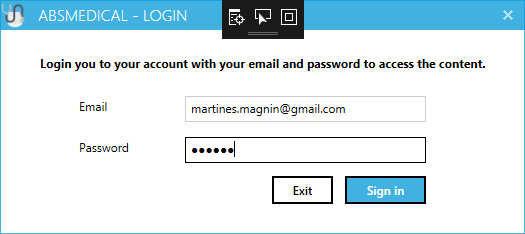 ABSMEDICAL - LOGIN
Login you to your account with your email and password to access the content.
Email
martines.magnin@gmail.com
Password
●●●●●●
Exit
Sign in